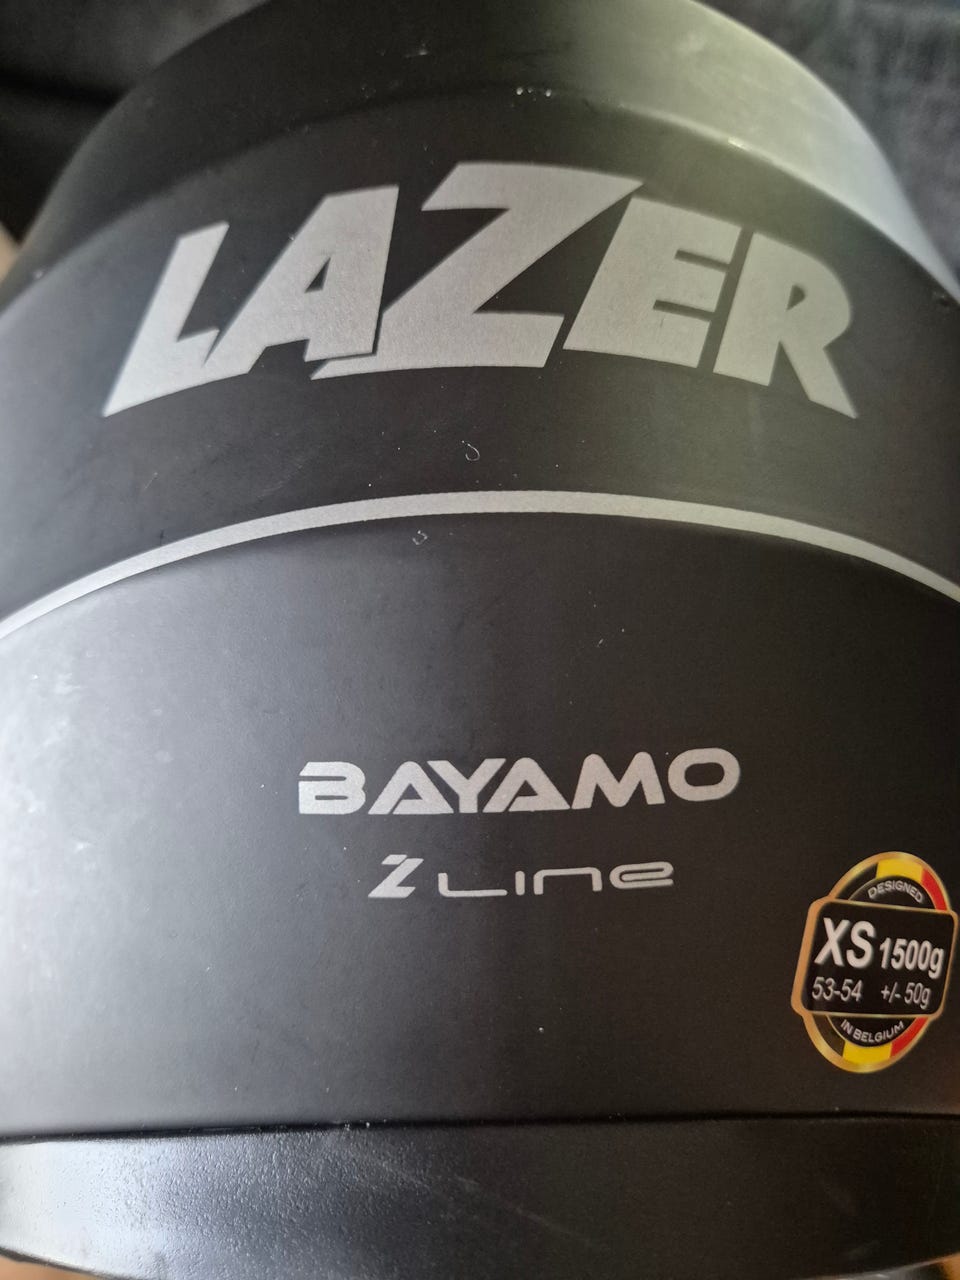 LAZER
BAYAMO
Z Line
DESIGNED
XS 1500g
53-54 +/- 50g
IN BELGIUM